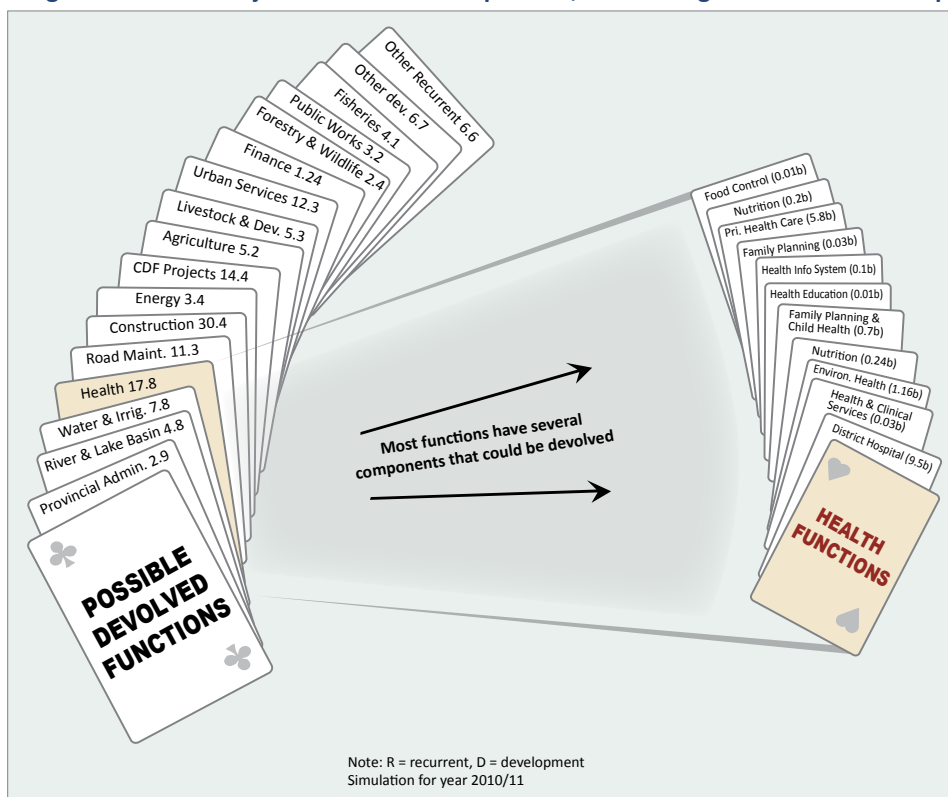 Other Recurrent 6.6
Other dev. 6.7
Fisheries 4.1
Public Works 3.2
Forestry & Wildlife 2.4
Finance 1.24
Urban Services 12.3
Livestock & Dev. 5.3
Agriculture 5.2
CDF Projects 14.4
Energy 3.4
Construction 30.4
Road Maint. 11.3
Health 17.8
Water & Irrig. 7.8
River & Lake Basin 4.8
Provincial Admin. 2.9
POSSIBLE
DEVOLVED
FUNCTIONS
Most functions have several
components that could be devolved
Food Control (0.01b)
Nutrition (0.2b)
Pri. Health Care (5.8b)
Family Planning (0.03b)
Health Info System (0.1b)
Health Education (0.01b)
Family Planning &
Child Health (0.7b)
Nutrition (0.24b)
Environ. Health (1.16b)
Health & Clinical
Services (0.03b)
District Hospital (9.5b)
HEALTH
FUNCTIONS
Note: R = recurrent, D = development
Simulation for year 2010/11